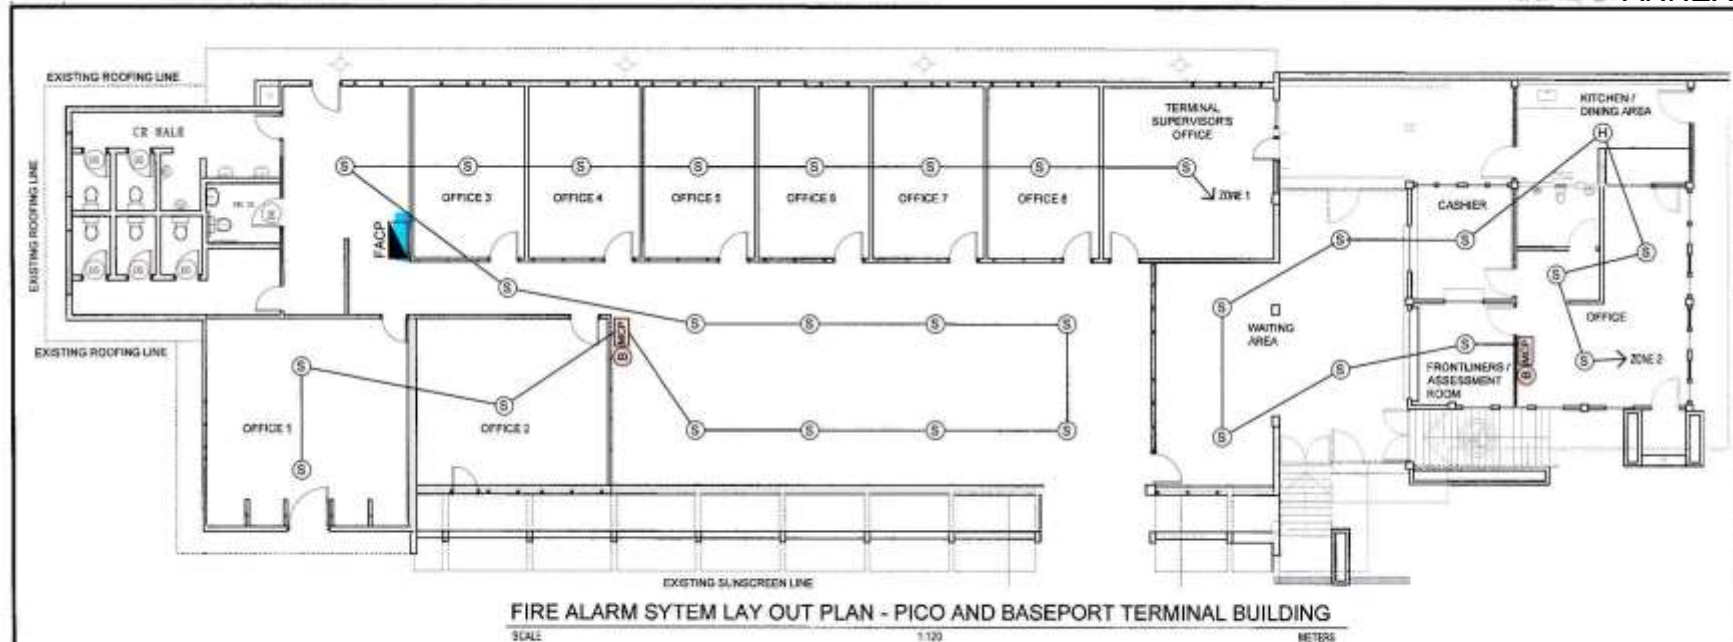 EXISTING ROOFING LINE
EXISTING ROOFING LINE
EXISTING ROOFING LINE
CR MALE
FACP
S
S
OFFICE 3
S
OFFICE 4
S
OFFICE 5
S
OFFICE 6
S
OFFICE 7
S
OFFICE 8
TERMINAL
SUPERVISOR'S
OFFICE
S
ZONE 1
KITCHEN /
DINING AREA
H
CASHIER
S
S
S
S
OFFICE
S
ZONE 2
S
WAITING
AREA
S
S
S
FRONTLINERS /
ASSESSMENT
ROOM
MCP
B
S
S
S
S
S
MCP
B
S
S
S
S
S
OFFICE 1
S
S
OFFICE 2
EXISTING SUNSCREEN LINE
FIRE ALARM SYTEM LAY OUT PLAN - PICO AND BASEPORT TERMINAL BUILDING
SCALE
1:120
METERS